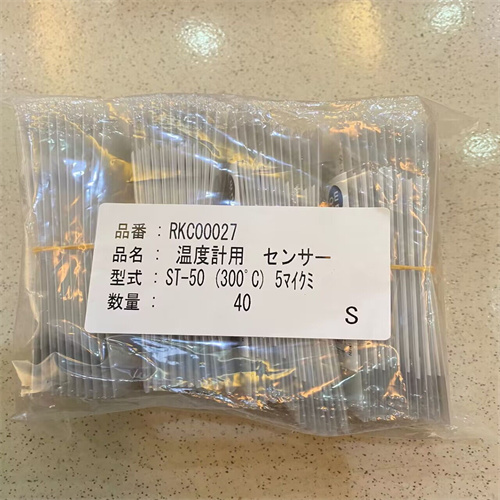 品番 : RKC00027
品名 : 温度計用 センサー
型式 : ST-50 (300℃) 5マイクミ
数量 : 40
S